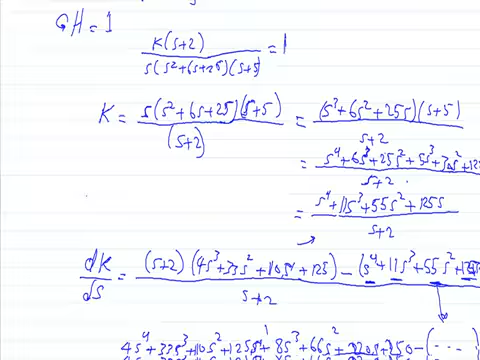 GH = 1
K(s+2) / s(s²+6s+25)(s+5) = 1
K = s(s²+6s+25)(s+5) / (s+2) = (s³+6s²+25s)(s+5) / s+2
= s⁴+6s³+25s²+5s³+30s²+12 / s+2
= s⁴+11s³+55s²+125s / s+2
dK/ds = (s+2)(4s³+33s²+110s+125) − (s⁴+11s³+55s²+125 / s+2
4s⁴+33s³+110s²+125s+8s³+66s²+220s+250−(....